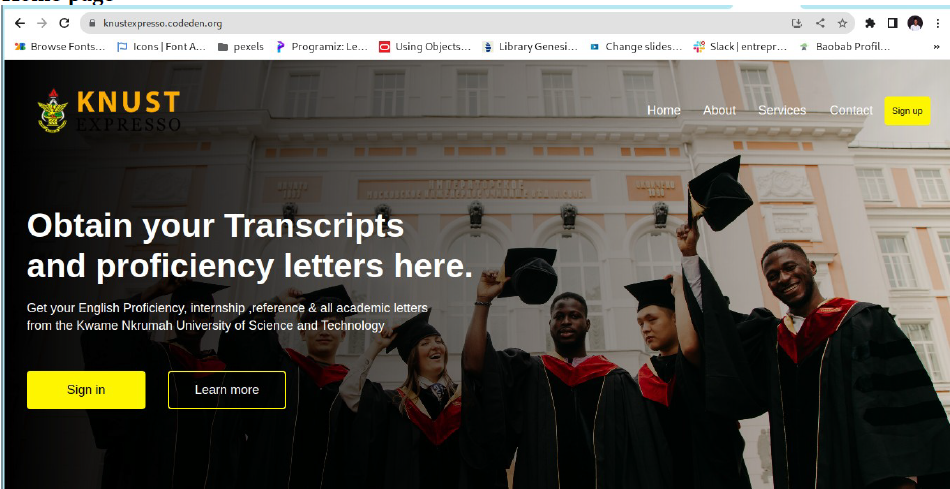 Home page
knustexpresso.codeden.org
Browse Fonts...
Icons | Font A...
pexels
Programiz: Le...
Using Objects...
Library Genesi...
Change slides...
Slack | entrepr...
Baobab Profil...
»
KNUST
EXPRESSO
Home
About
Services
Contact
Sign up
Obtain your Transcripts
and proficiency letters here.
Get your English Proficiency, internship ,reference & all academic letters
from the Kwame Nkrumah University of Science and Technology
Sign in
Learn more